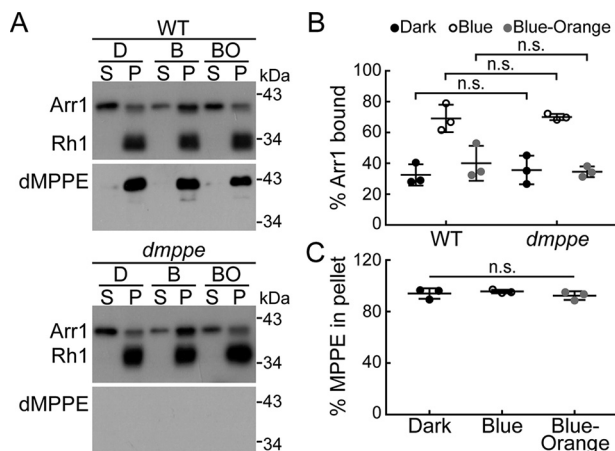 A
WT
D B BO
S P S P S P kDa
Arr1
Rh1
-43
-34
dMPPE
-43
-34
dmppe
D B BO
S P S P S P kDa
Arr1
Rh1
-43
-34
dMPPE
-43
-34
B
Dark Blue Blue-Orange
n.s.
n.s.
n.s.
% Arr1 bound
100
80
60
40
20
0
WT dmppe
C
n.s.
% MPPE in pellet
120
80
40
0
Dark Blue Blue-
Orange